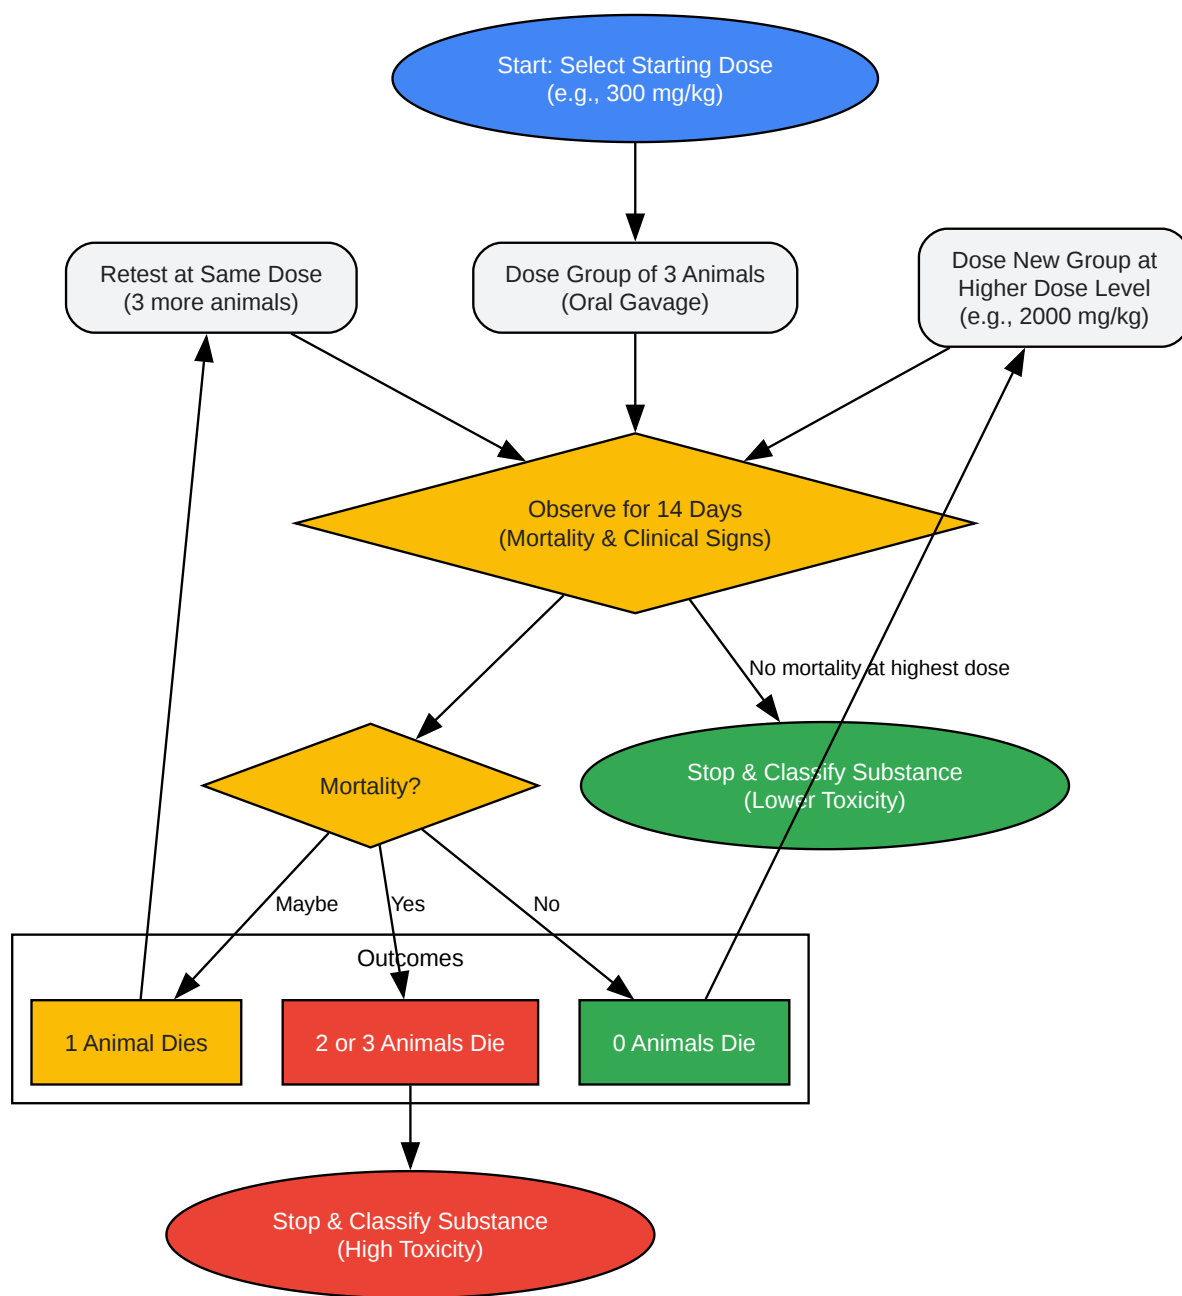 Start: Select Starting Dose
(e.g., 300 mg/kg)
Retest at Same Dose
(3 more animals)
Dose Group of 3 Animals
(Oral Gavage)
Dose New Group at
Higher Dose Level
(e.g., 2000 mg/kg)
Observe for 14 Days
(Mortality & Clinical Signs)
No mortality at highest dose
Mortality?
Stop & Classify Substance
(Lower Toxicity)
Maybe
Yes
No
Outcomes
1 Animal Dies
2 or 3 Animals Die
0 Animals Die
Stop & Classify Substance
(High Toxicity)